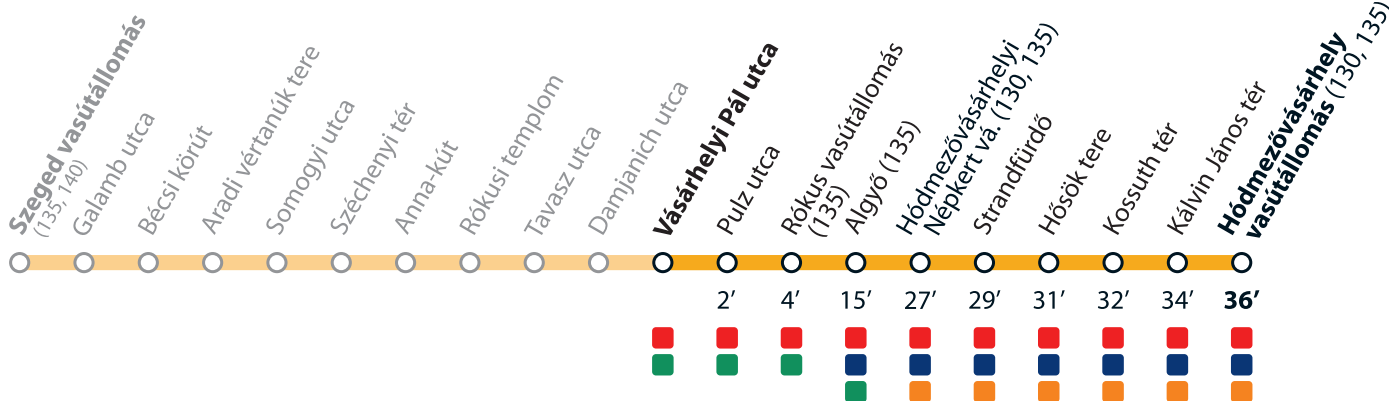 Szeged vasútállomás
(135, 140)
Galamb utca
Bécsi körút
Aradi vértanúk tere
Somogyi utca
Széchenyi tér
Anna-kút
Rókusi templom
Tavasz utca
Damjanich utca
Vásárhelyi Pál utca
Pulz utca
Rókus vasútállomás
(135)
Algyő (135)
Hódmezővásárhelyi
Népkert vá. (130, 135)
Strandfürdő
Hősök tere
Kossuth tér
Kálvin János tér
Hódmezővásárhely
vasútállomás (130, 135)
2’ 4’ 15’ 27’ 29’ 31’ 32’ 34’ 36’